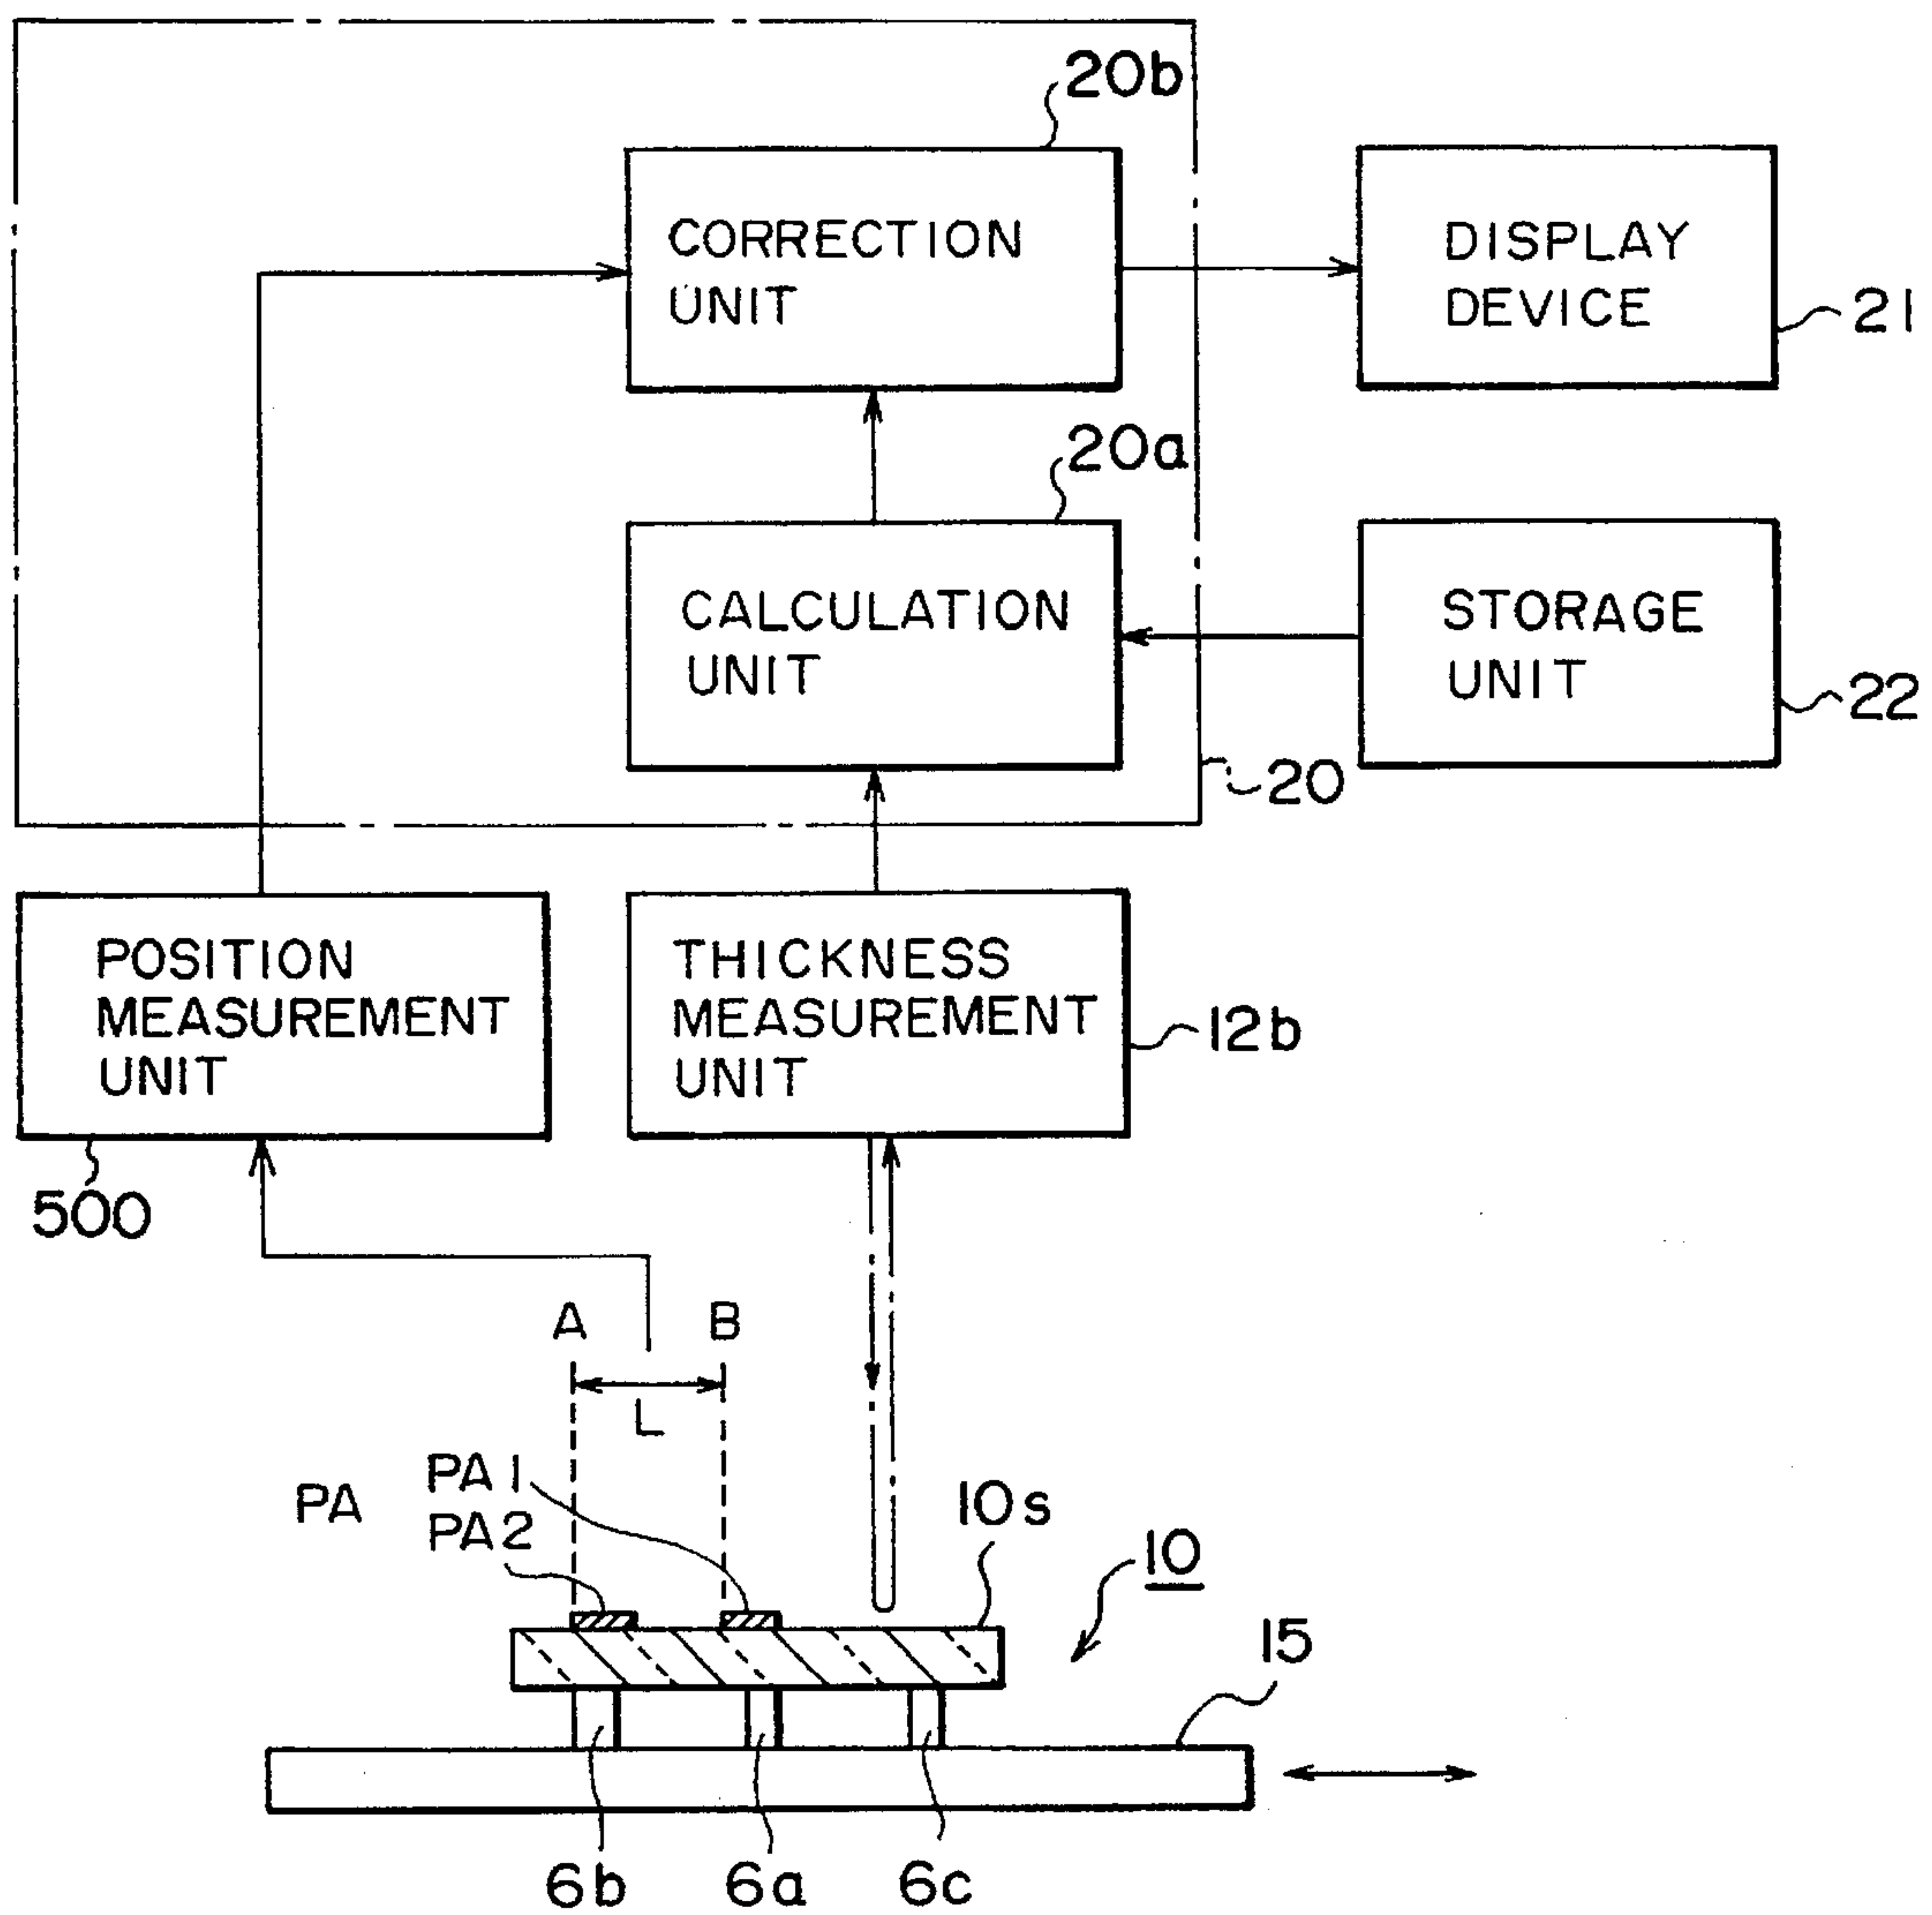 20b
CORRECTION
UNIT
DISPLAY
DEVICE
21
20a
CALCULATION
UNIT
STORAGE
UNIT
22
20
POSITION
MEASUREMENT
UNIT
THICKNESS
MEASUREMENT
UNIT
12b
500
A
B
L
PA
PA1
PA2
10s
10
15
6b
6a
6c